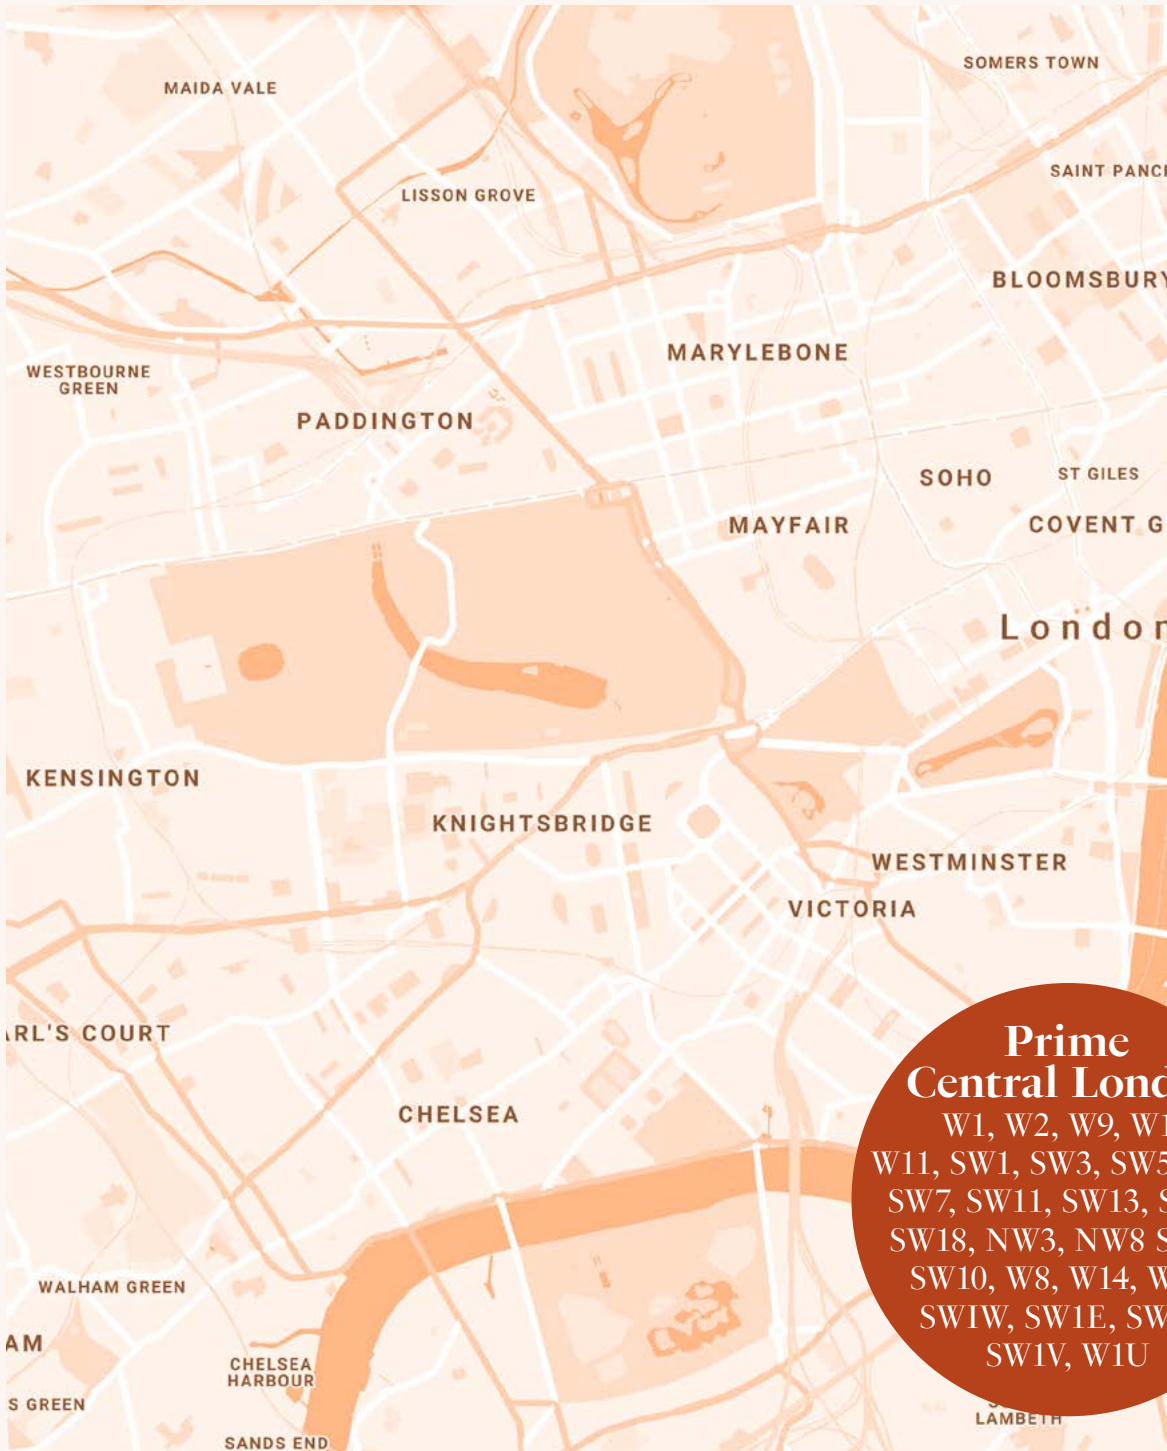 SOMERS TOWN
MAIDA VALE
SAINT PANC
LISSON GROVE
BLOOMSBURY
MARYLEBONE
WESTBOURNE
GREEN
PADDINGTON
SOHO
ST GILES
MAYFAIR
COVENT G
London
KENSINGTON
KNIGHTSBRIDGE
WESTMINSTER
VICTORIA
ARL'S COURT
CHELSEA
Prime
Central Lond
W1, W2, W9, W1
W11, SW1, SW3, SW5
SW7, SW11, SW13, S
SW18, NW3, NW8 S
SW10, W8, W14, W
SWIW, SW1E, SW
SW1V, W1U
WALHAM GREEN
AM
CHELSEA
HARBOUR
S GREEN
LAMBETH
SANDS END